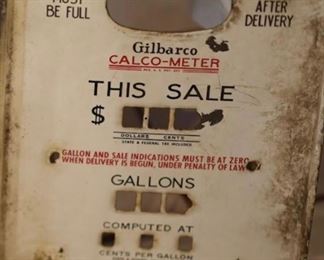 MUST
BE FULL
AFTER
DELIVERY
Gilbarco
CALCO-METER
THIS SALE
$
DOLLARS CENTS
STATE & FEDERAL TAX INCLUDED
GALLON AND SALE INDICATIONS MUST BE AT ZERO
WHEN DELIVERY IS BEGUN, UNDER PENALTY OF LAW
GALLONS
COMPUTED AT
CENTS PER GALLON